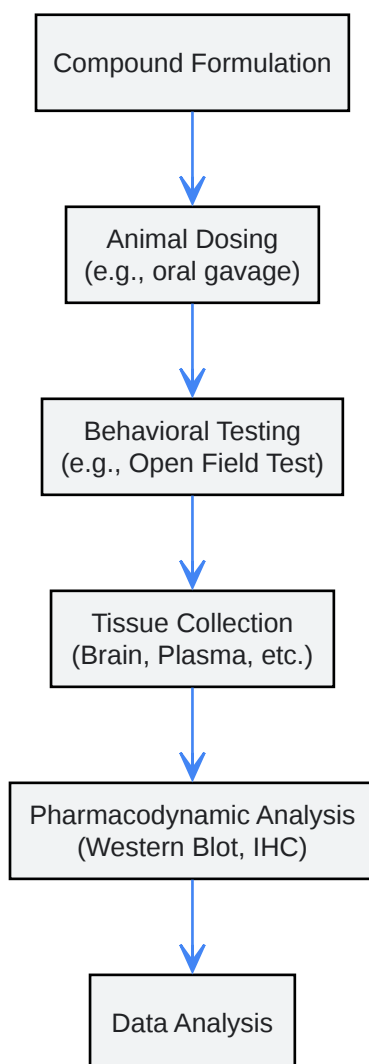 Compound Formulation
Animal Dosing
(e.g., oral gavage)
Behavioral Testing
(e.g., Open Field Test)
Tissue Collection
(Brain, Plasma, etc.)
Pharmacodynamic Analysis
(Western Blot, IHC)
Data Analysis